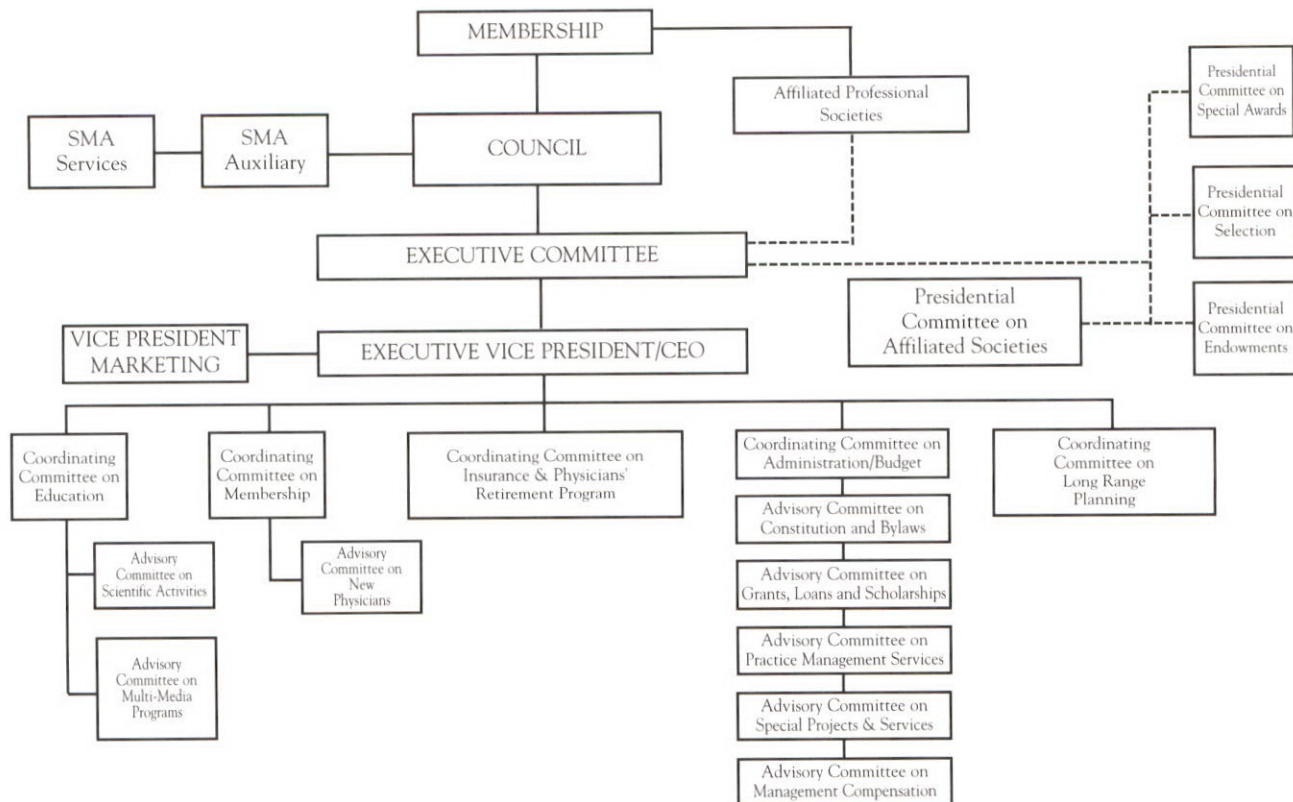 MEMBERSHIP
Affiliated Professional
Societies
Presidential
Committee on
Special Awards
SMA
Services
SMA
Auxiliary
COUNCIL
Presidential
Committee on
Selection
EXECUTIVE COMMITTEE
Presidential
Committee on
Affiliated Societies
Presidential
Committee on
Endowments
VICE PRESIDENT
MARKETING
EXECUTIVE VICE PRESIDENT/CEO
Coordinating
Committee on
Education
Coordinating
Committee on
Membership
Coordinating Committee on
Insurance & Physicians'
Retirement Program
Coordinating Committee on
Administration/Budget
Coordinating
Committee on
Long Range
Planning
Advisory
Committee on
Scientific Activities
Advisory
Committee on
Multi-Media
Programs
Advisory
Committee on
New
Physicians
Advisory Committee on
Constitution and Bylaws
Advisory Committee on
Grants, Loans and Scholarships
Advisory Committee on
Practice Management Services
Advisory Committee on
Special Projects & Services
Advisory Committee on
Management Compensation